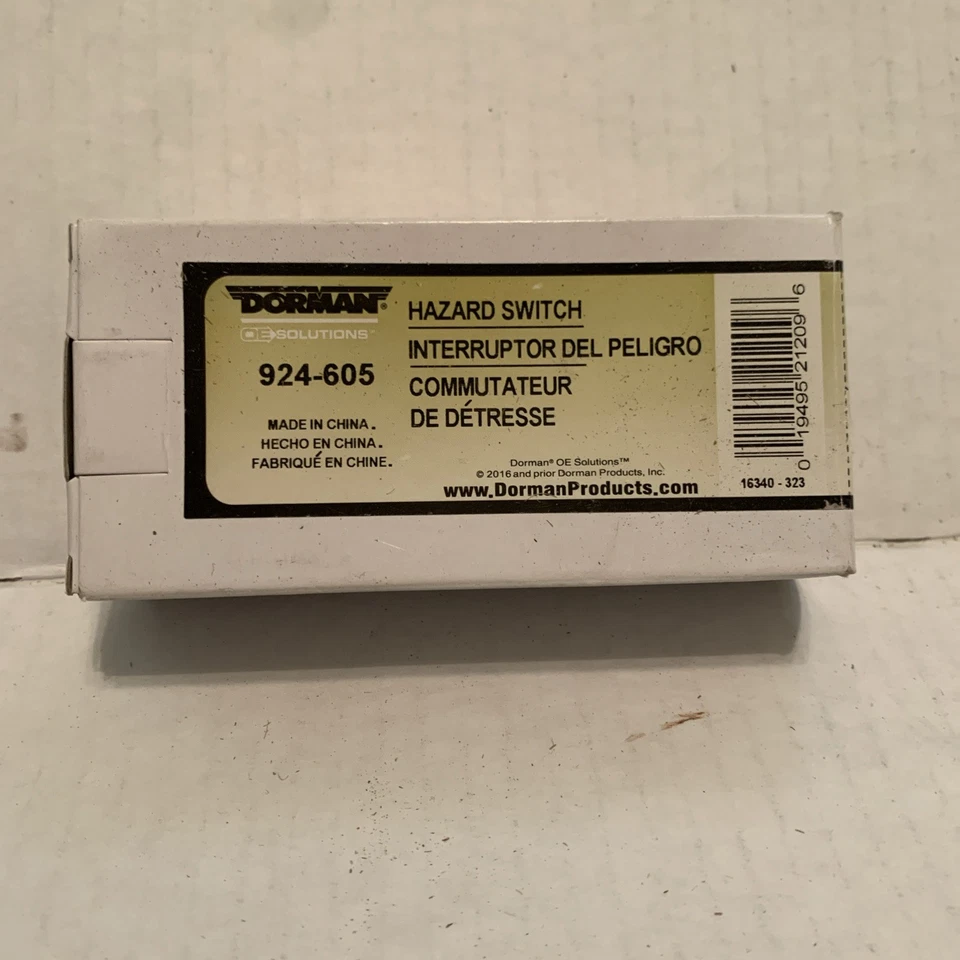 DORMAN®
OE SOLUTIONS™
924-605
MADE IN CHINA.
HECHO EN CHINA.
FABRIQUÉ EN CHINE.
HAZARD SWITCH
INTERRUPTOR DEL PELIGRO
COMMUTATEUR
DE DÉTRESSE
Dorman® OE Solutions™
© 2016 and prior Dorman Products, Inc.
www.DormanProducts.com
0 19495 21209 6
16340 - 323